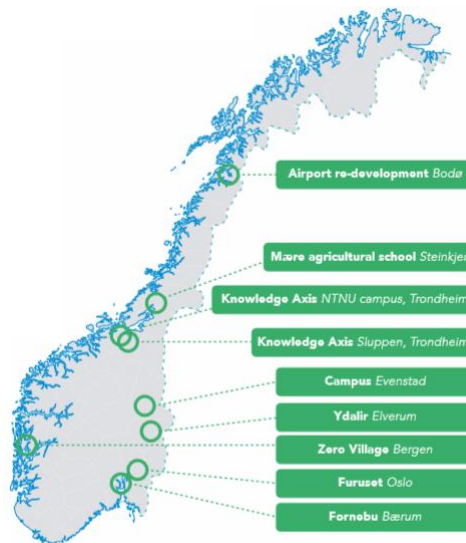 Airport re-development Bodø
Mære agricultural school Steinkjer
Knowledge Axis NTNU campus, Trondheim
Knowledge Axis Sluppen, Trondheim
Campus Evenstad
Ydalir Elverum
Zero Village Bergen
Furuset Oslo
Fornebu Bærum